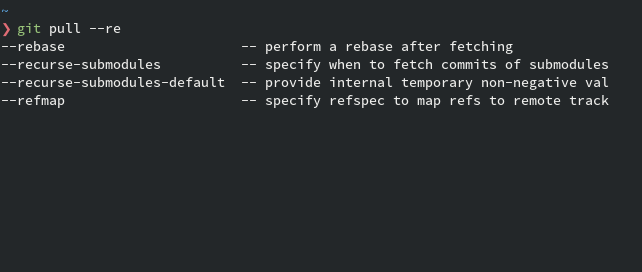 ~
❯ git pull --re
--rebase                      -- perform a rebase after fetching
--recurse-submodules          -- specify when to fetch commits of submodules
--recurse-submodules-default  -- provide internal temporary non-negative val
--refmap                      -- specify refspec to map refs to remote track